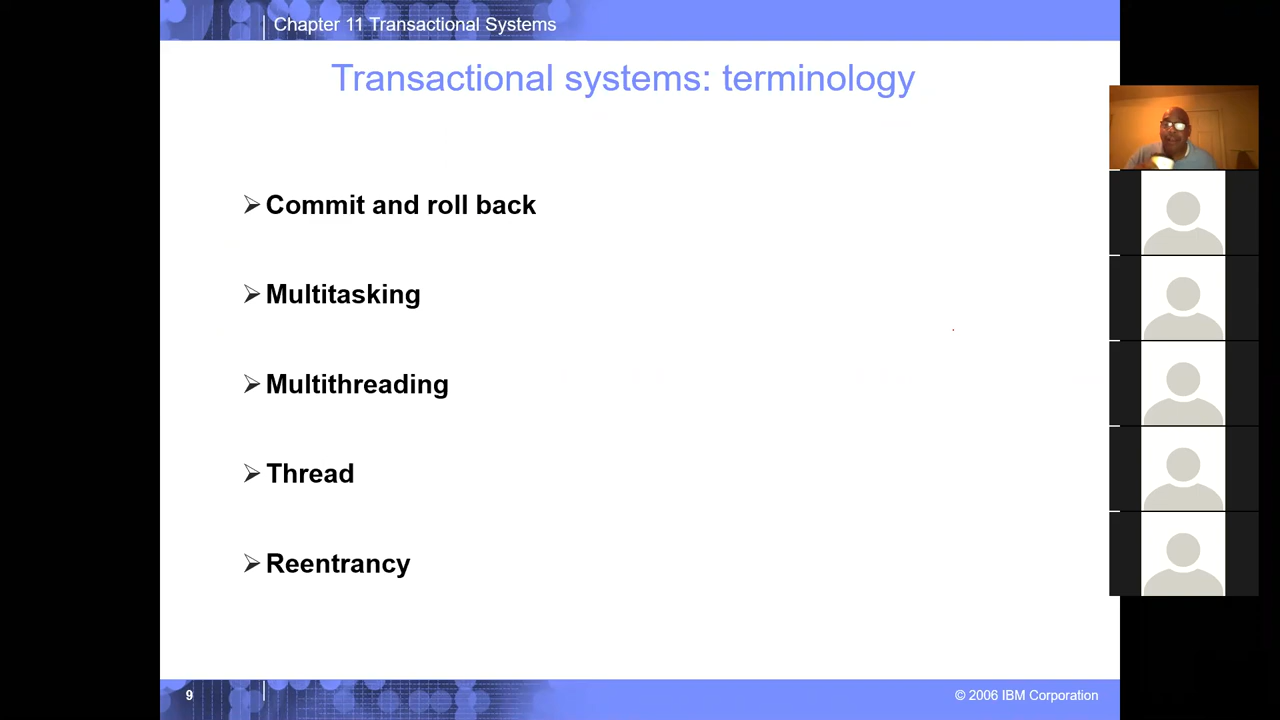 Chapter 11 Transactional Systems
Transactional systems: terminology
Commit and roll back
Multitasking
Multithreading
Thread
Reentrancy
9
© 2006 IBM Corporation